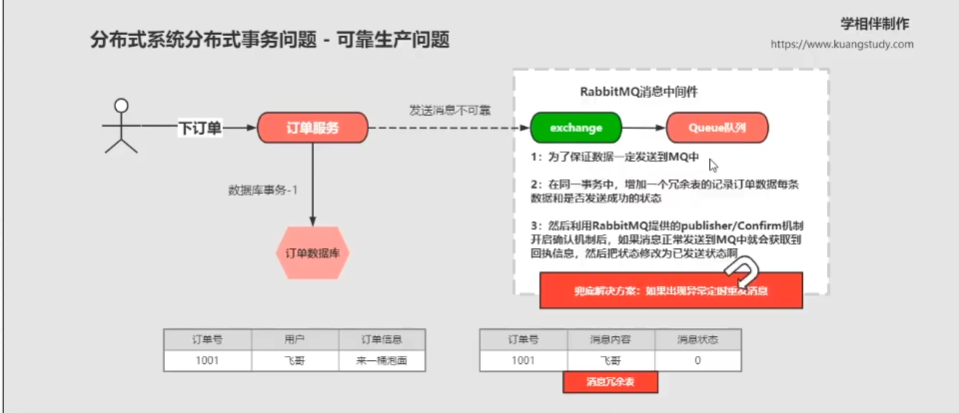 学相伴制作
分布式系统分布式事务问题 - 可靠生产问题
https://www.kuangstudy.com
RabbitMQ消息中间件
发送消息不可靠
下订单
订单服务
exchange
Queue队列
1：为了保证数据一定发送到MQ中
2：在同一事务中，增加一个冗余表的记录订单数据每条
数据和是否发送成功的状态
数据库事务-1
3：然后利用RabbitMQ提供的publisher/Confirm机制
开启确认机制后，如果消息正常发送到MQ中就会获取到
回执信息，然后把状态修改为已发送状态啊
订单数据库
兜底解决方案：如果出现异常定时重发消息
订单号 用户 订单信息
1001 飞哥 来一桶泡面
订单号 消息内容 消息状态
1001 飞哥 0
消息冗余表